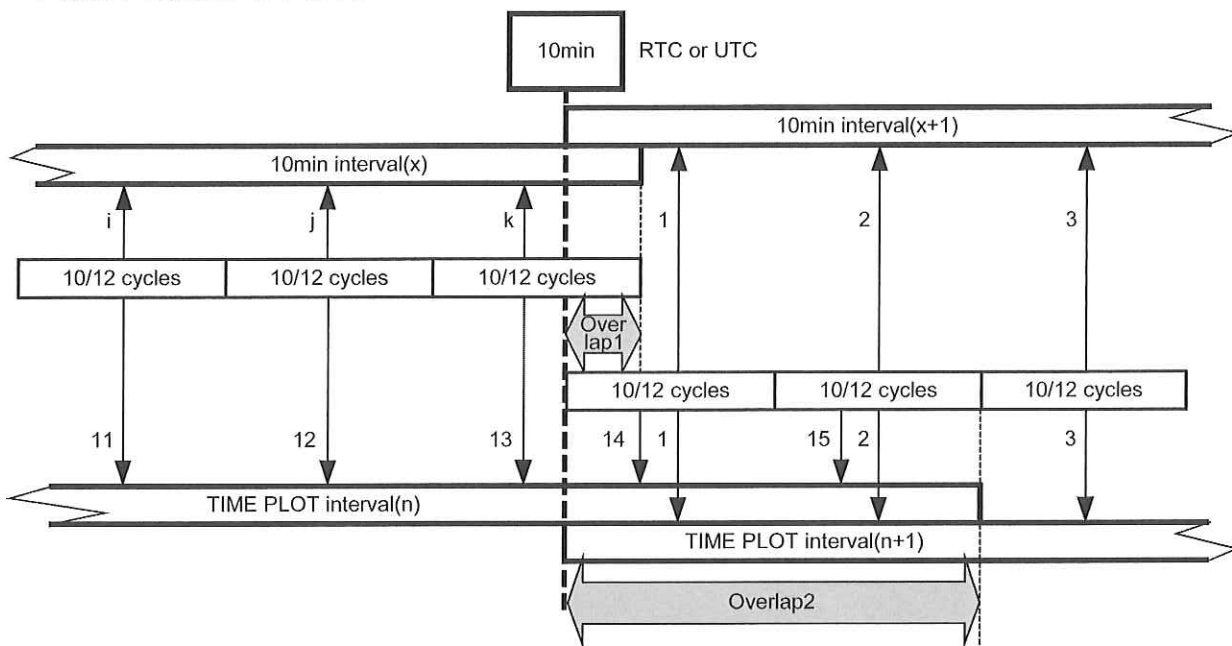 10min RTC or UTC
10min interval(x+1)
10min interval(x)
i j k 1 2 3
10/12 cycles 10/12 cycles 10/12 cycles
Over
lap1
10/12 cycles 10/12 cycles 10/12 cycles
11 12 13 14 1 15 2 3
TIME PLOT interval(n)
TIME PLOT interval(n+1)
Overlap2